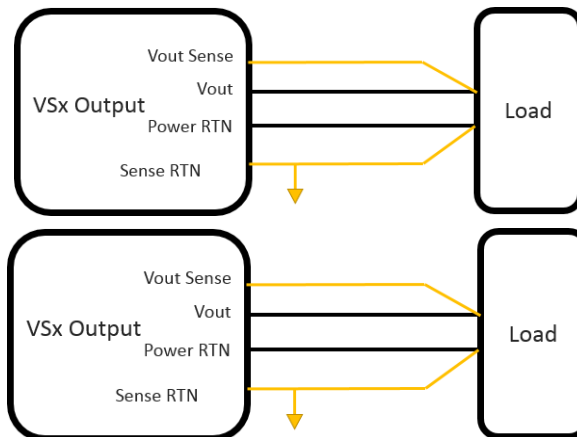 Vout Sense
Vout
VSx Output
Power RTN
Sense RTN
Load
Vout Sense
Vout
VSx Output
Power RTN
Sense RTN
Load